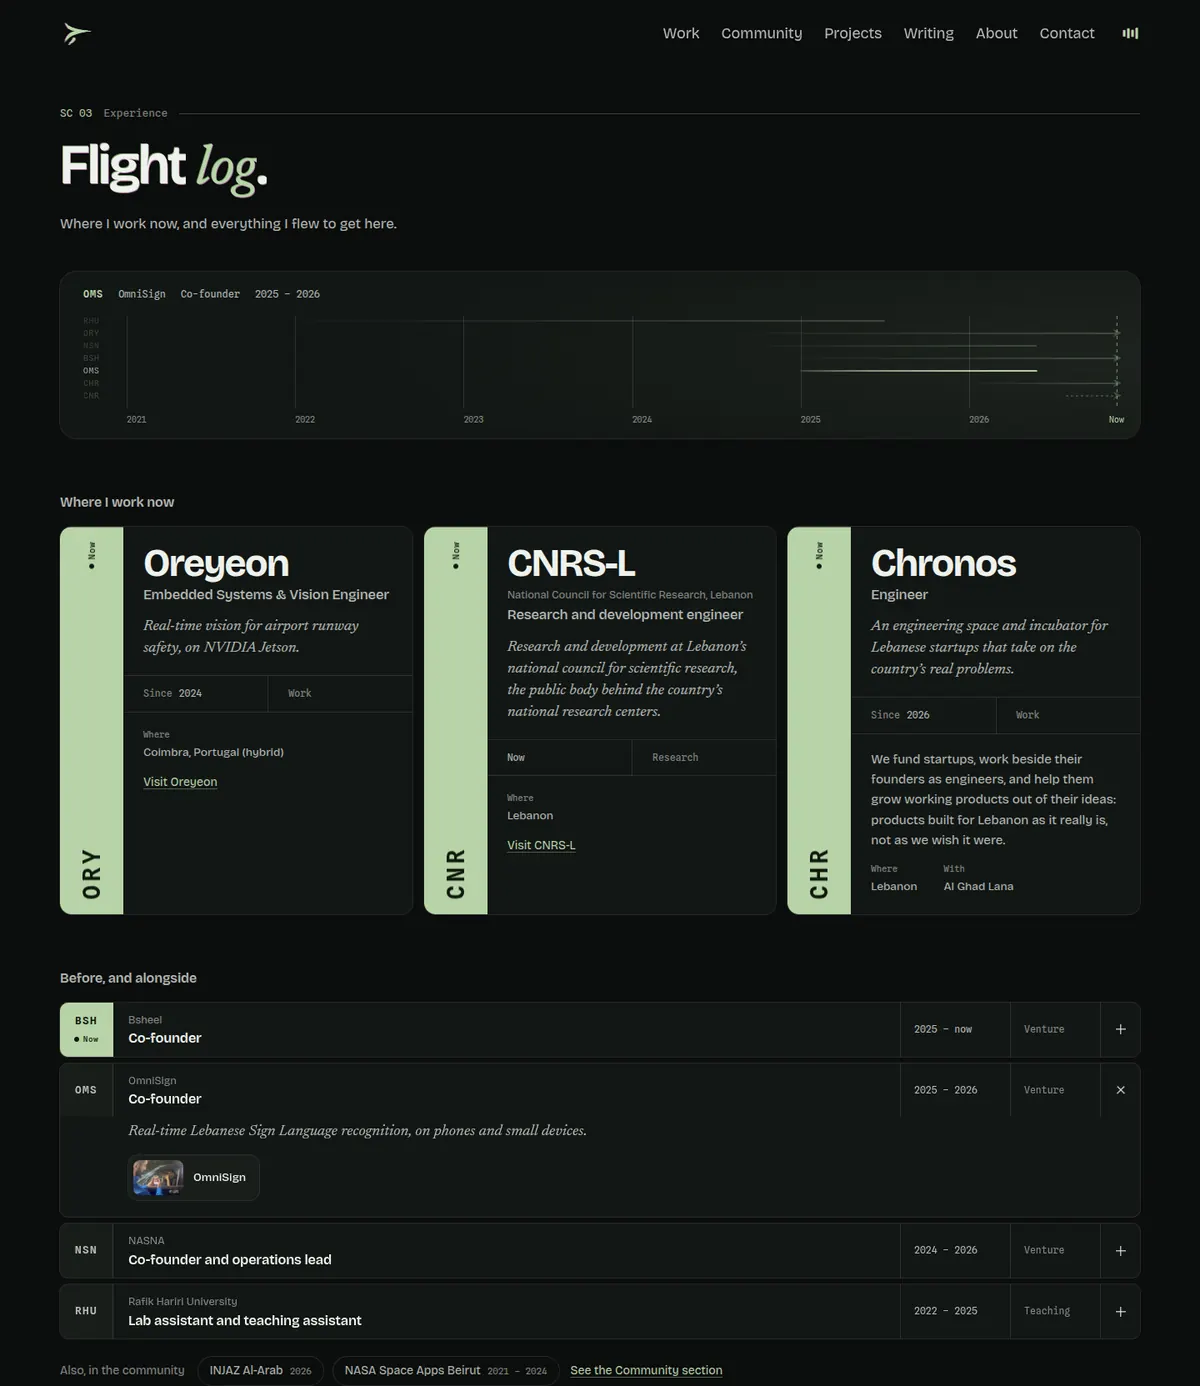 Work Community Projects Writing About Contact
SC 03 Experience
Flight log.
Where I work now, and everything I flew to get here.
OMS OmniSign Co-founder 2025 – 2026
RHU
ORY
NSN
BSH
OMS
CHR
CNR
2021 2022 2023 2024 2025 2026 Now
Where I work now
Now
ORY
Oreyeon
Embedded Systems & Vision Engineer
Real-time vision for airport runway
safety, on NVIDIA Jetson.
Since 2024 Work
Where
Coimbra, Portugal (hybrid)
Visit Oreyeon
Now
CNR
CNRS-L
National Council for Scientific Research, Lebanon
Research and development engineer
Research and development at Lebanon’s
national council for scientific research,
the public body behind the country’s
national research centers.
Now Research
Where
Lebanon
Visit CNRS-L
Now
CHR
Chronos
Engineer
An engineering space and incubator for
Lebanese startups that take on the
country’s real problems.
Since 2026 Work
We fund startups, work beside their
founders as engineers, and help them
grow working products out of their ideas:
products built for Lebanon as it really is,
not as we wish it were.
Where With
Lebanon Al Ghad Lana
Before, and alongside
BSH
Now
Bsheel
Co-founder
2025 – now Venture +
OMS
OmniSign
Co-founder
2025 – 2026 Venture ×
Real-time Lebanese Sign Language recognition, on phones and small devices.
OmniSign
NSN
NASNA
Co-founder and operations lead
2024 – 2026 Venture +
RHU
Rafik Hariri University
Lab assistant and teaching assistant
2022 – 2025 Teaching +
Also, in the community INJAZ Al-Arab 2026 NASA Space Apps Beirut 2021 – 2024 See the Community section